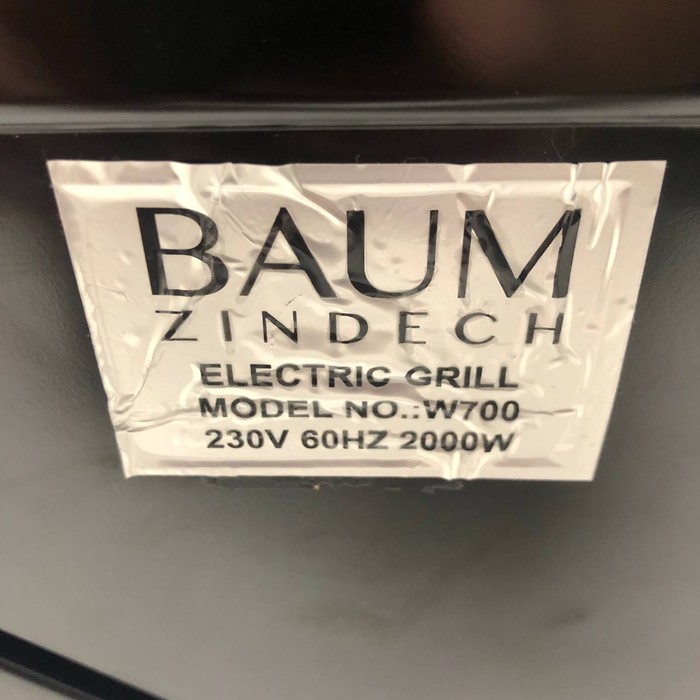 BAUM
ZINDECH
ELECTRIC GRILL
MODEL NO.:W700
230V 60HZ 2000W